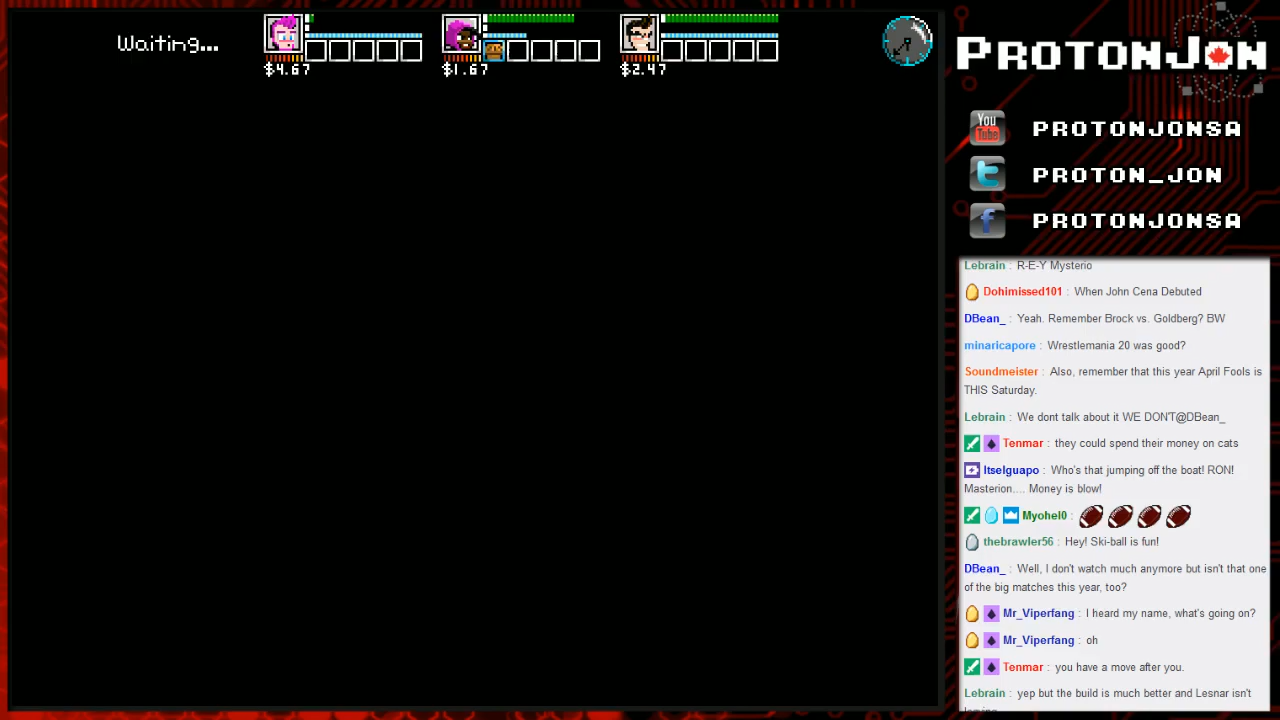 Waiting...
$4.67
$1.67
$2.47
PROTONJON
You
Tube
PROTONJONSA
t
PROTON_JON
f
PROTONJONSA
Lebrain : R-E-Y Mysterio
Dohimissed101 : When John Cena Debuted
DBean_ : Yeah. Remember Brock vs. Goldberg? BW
minaricapore : Wrestlemania 20 was good?
Soundmeister : Also, remember that this year April Fools is
THIS Saturday.
Lebrain : We dont talk about it WE DON'T@DBean_
Tenmar : they could spend their money on cats
Itselguapo : Who's that jumping off the boat! RON!
Masterion.... Money is blow!
Myohel0 :
thebrawler56 : Hey! Ski-ball is fun!
DBean_ : Well, I don't watch much anymore but isn't that one
of the big matches this year, too?
Mr_Viperfang : I heard my name, what's going on?
Mr_Viperfang : oh
Tenmar : you have a move after you.
Lebrain : yep but the build is much better and Lesnar isn't